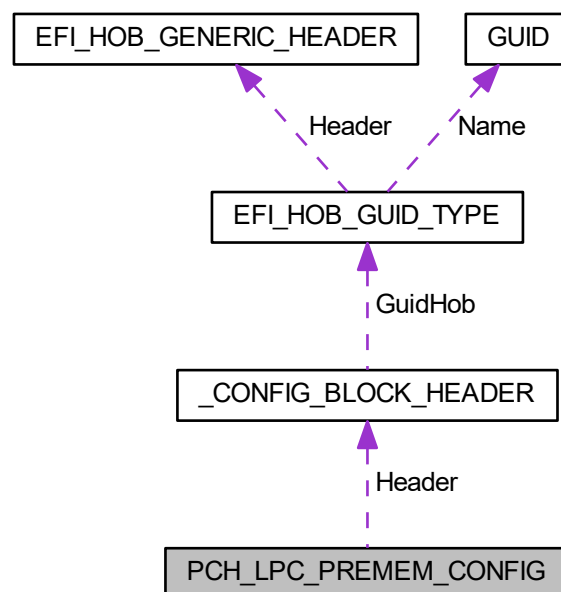 EFI_HOB_GENERIC_HEADER
GUID
Header
Name
EFI_HOB_GUID_TYPE
GuidHob
_CONFIG_BLOCK_HEADER
Header
PCH_LPC_PREMEM_CONFIG